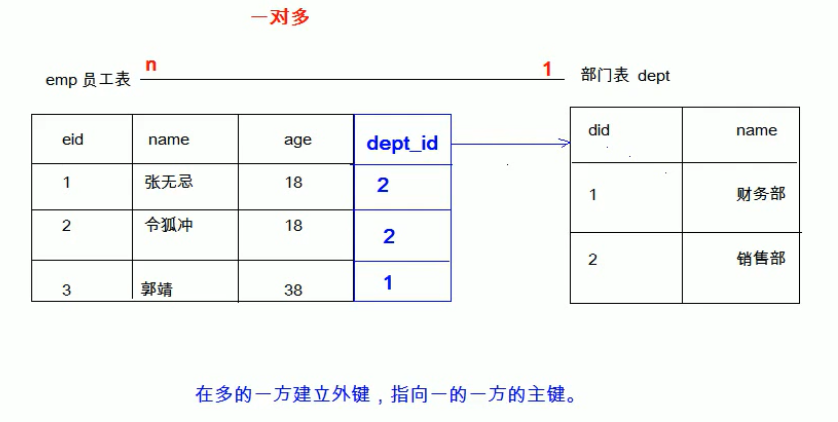 一对多
emp 员工表 n 1 部门表 dept
eid name age dept_id did name
1 张无忌 18 2 1 财务部
2 令狐冲 18 2 2 销售部
3 郭靖 38 1
在多的一方建立外键，指向一的一方的主键。